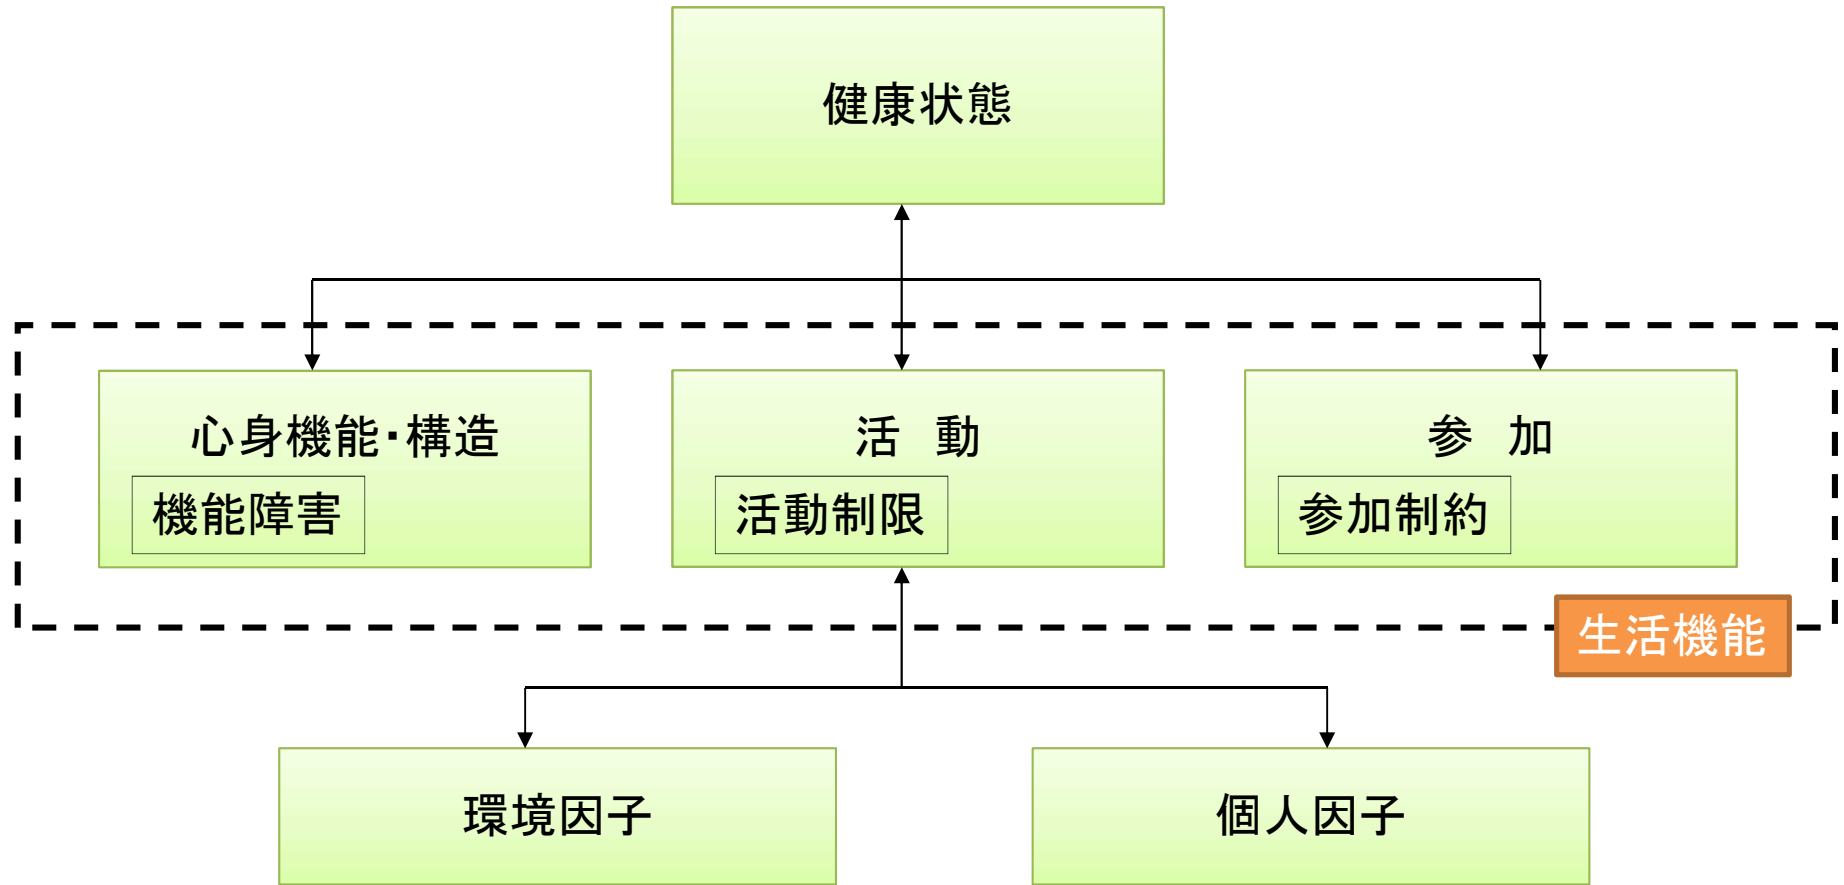 健康状態
心身機能・構造
機能障害
活　動
活動制限
参　加
参加制約
生活機能
環境因子
個人因子